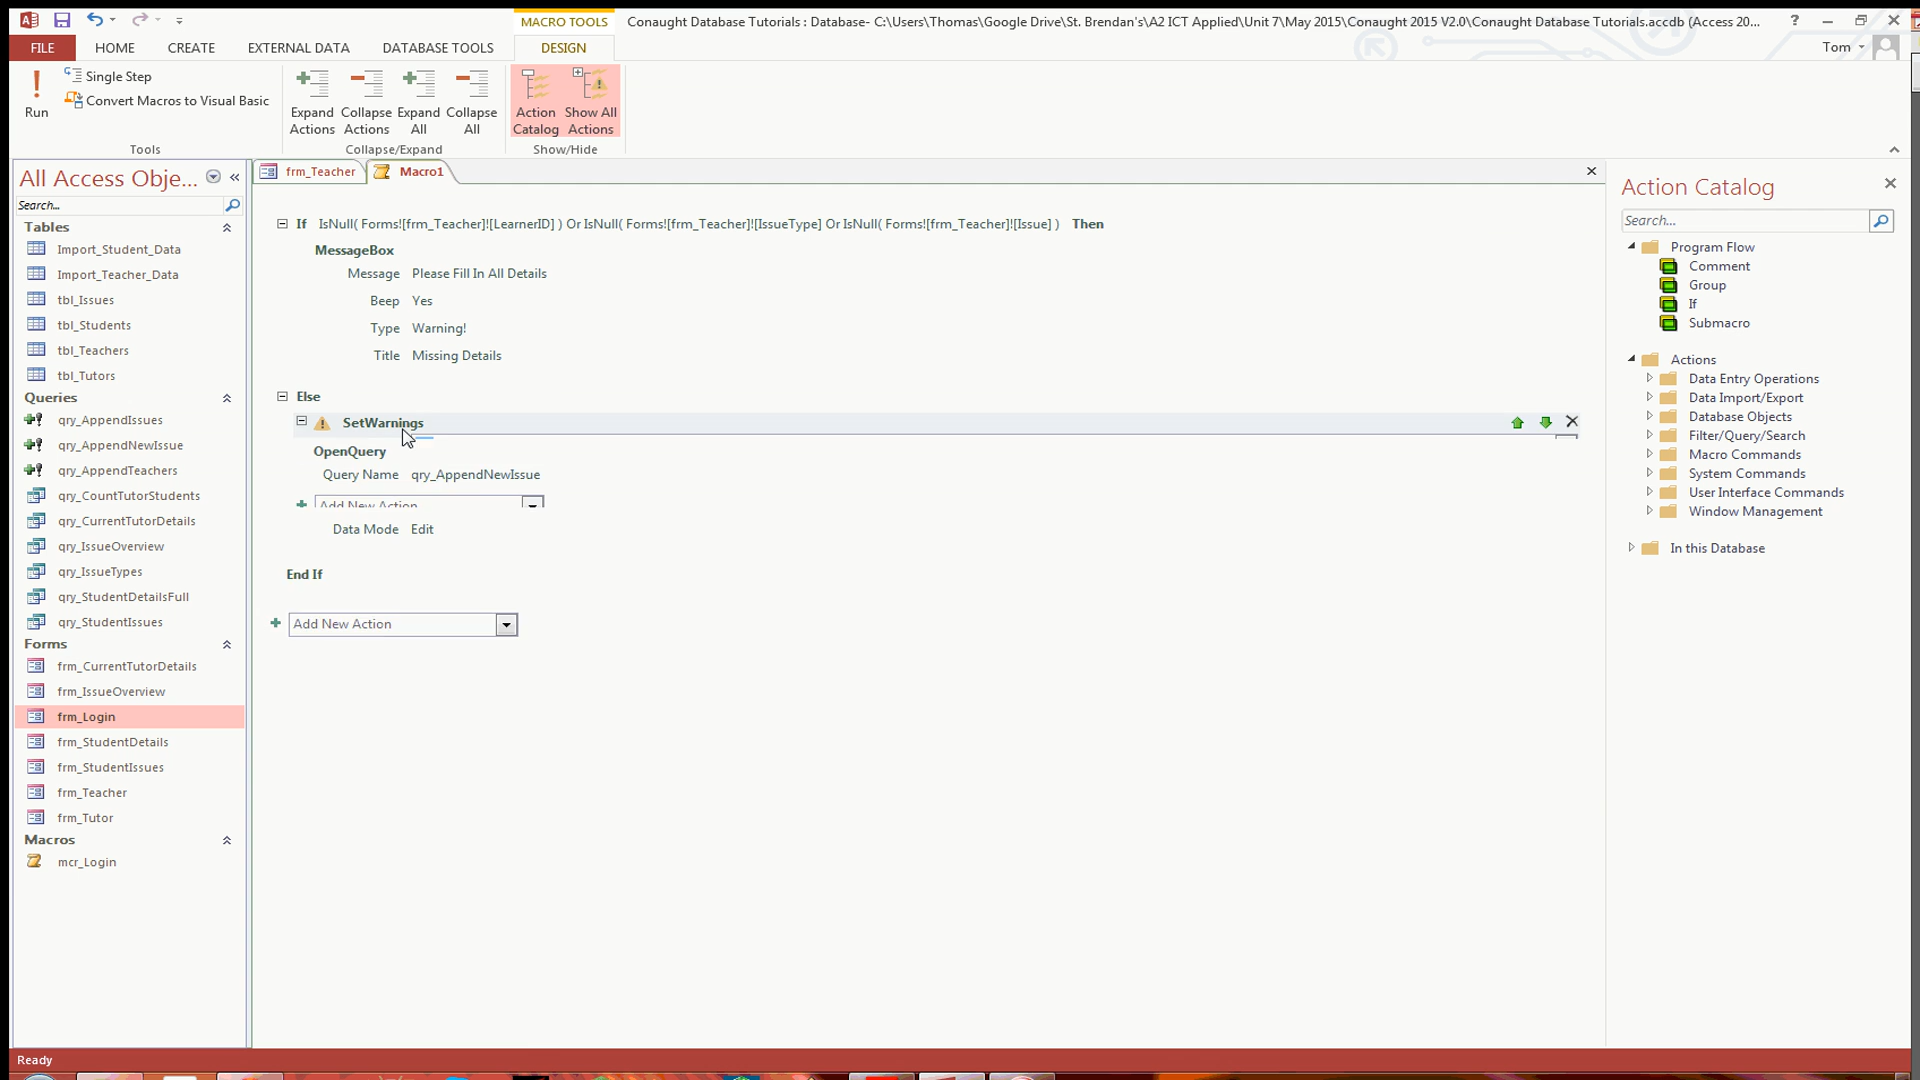 MACRO TOOLS
Conaught Database Tutorials : Database- C:\Users\Thomas\Google Drive\St. Brendan's\A2 ICT Applied\Unit 7\May 2015\Conaught 2015 V2.0\Conaught Database Tutorials.accdb (Access 20...
?
FILE HOME CREATE EXTERNAL DATA DATABASE TOOLS DESIGN
Tom
Run
Single Step
Convert Macros to Visual Basic
Tools
Expand Actions
Collapse Actions
Expand All
Collapse All
Collapse/Expand
Action Catalog
Show All Actions
Show/Hide
All Access Obje...
Search...
Tables
Import_Student_Data
Import_Teacher_Data
tbl_Issues
tbl_Students
tbl_Teachers
tbl_Tutors
Queries
qry_AppendIssues
qry_AppendNewIssue
qry_AppendTeachers
qry_CountTutorStudents
qry_CurrentTutorDetails
qry_IssueOverview
qry_IssueTypes
qry_StudentDetailsFull
qry_StudentIssues
Forms
frm_CurrentTutorDetails
frm_IssueOverview
frm_Login
frm_StudentDetails
frm_StudentIssues
frm_Teacher
frm_Tutor
Macros
mcr_Login
frm_Teacher Macro1
If IsNull( Forms![frm_Teacher]![LearnerID] ) Or IsNull( Forms![frm_Teacher]![IssueType] Or IsNull( Forms![frm_Teacher]![Issue] ) Then
MessageBox
Message Please Fill In All Details
Beep Yes
Type Warning!
Title Missing Details
Else
SetWarnings
OpenQuery
Query Name qry_AppendNewIssue
Add New Action
Data Mode Edit
End If
Add New Action
Action Catalog
Search...
Program Flow
Comment
Group
If
Submacro
Actions
Data Entry Operations
Data Import/Export
Database Objects
Filter/Query/Search
Macro Commands
System Commands
User Interface Commands
Window Management
In this Database
Ready